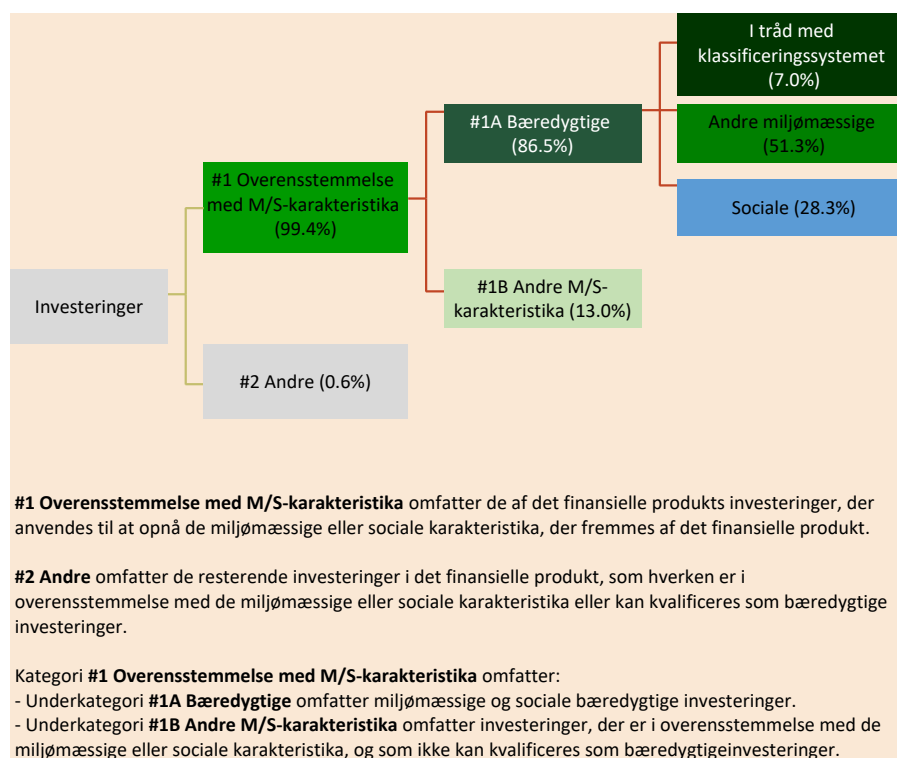 I tråd med
klassificeringssystemet
(7.0%)
#1A Bæredygtige
(86.5%)
Andre miljømæssige
(51.3%)
#1 Overensstemmelse
med M/S-karakteristika
(99.4%)
Sociale (28.3%)
Investeringer
#1B Andre M/S-
karakteristika (13.0%)
#2 Andre (0.6%)
#1 Overensstemmelse med M/S-karakteristika omfatter de af det finansielle produkts investeringer, der
anvendes til at opnå de miljømæssige eller sociale karakteristika, der fremmes af det finansielle produkt.
#2 Andre omfatter de resterende investeringer i det finansielle produkt, som hverken er i
overensstemmelse med de miljømæssige eller sociale karakteristika eller kan kvalificeres som bæredygtige
investeringer.
Kategori #1 Overensstemmelse med M/S-karakteristika omfatter:
- Underkategori #1A Bæredygtige omfatter miljømæssige og sociale bæredygtige investeringer.
- Underkategori #1B Andre M/S-karakteristika omfatter investeringer, der er i overensstemmelse med de
miljømæssige eller sociale karakteristika, og som ikke kan kvalificeres som bæredygtigeinvesteringer.